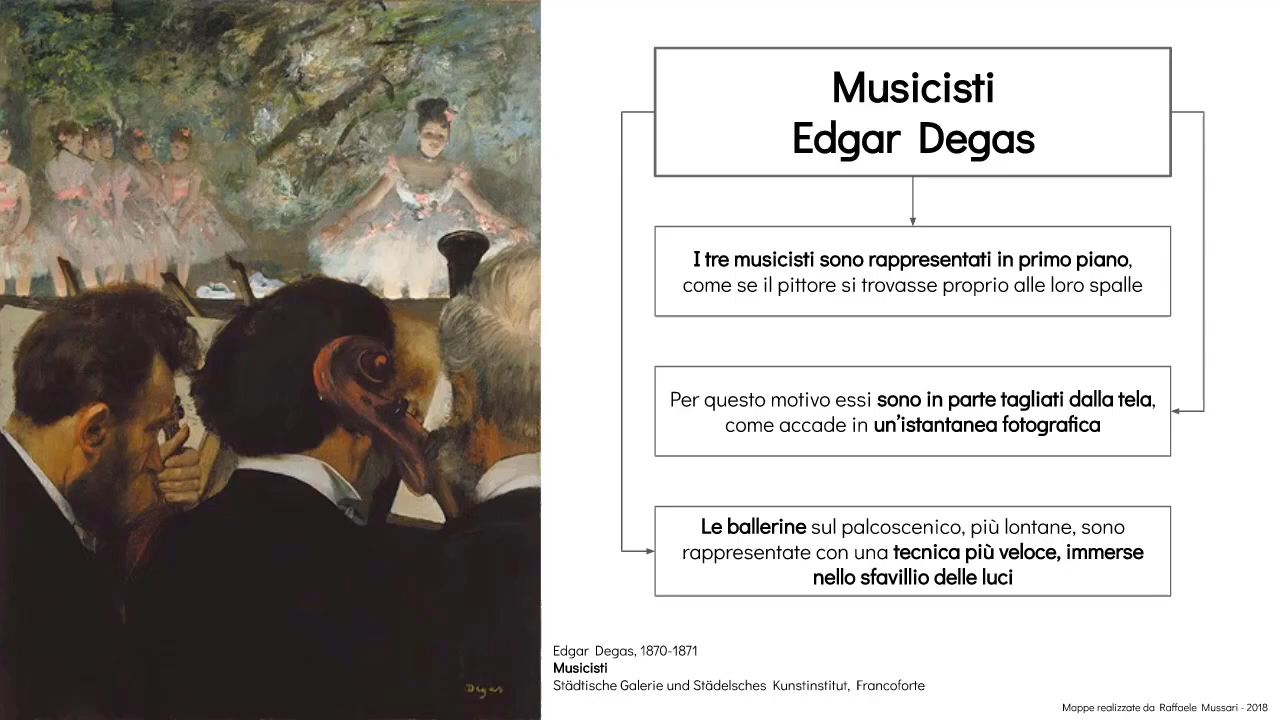 Musicisti
Edgar Degas
I tre musicisti sono rappresentati in primo piano,
come se il pittore si trovasse proprio alle loro spalle
Per questo motivo essi sono in parte tagliati dalla tela,
come accade in un'istantanea fotografica
Le ballerine sul palcoscenico, più lontane, sono
rappresentate con una tecnica più veloce, immerse
nello sfavillio delle luci
Degas
Edgar Degas, 1870-1871
Musicisti
Städtische Galerie und Städelsches Kunstinstitut, Francoforte
Mappe realizzate da Raffaele Mussari - 2018